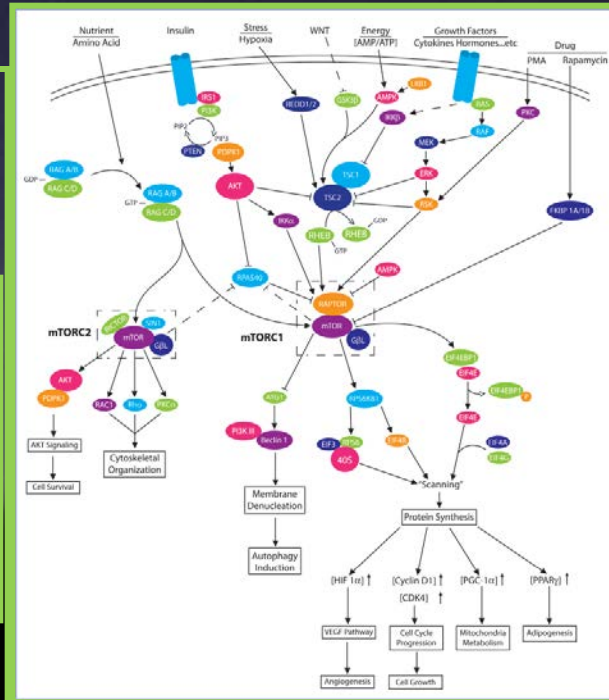 Nutrient
Amino Acid
Insulin
Stress
Hypoxia
WNT
Energy
[AMP/ATP]
Growth Factors
Cytokines Hormones...etc
Drug
PMA
Rapamycin
IRS1
PI3K
PIP2
PIP3
PTEN
PDPK1
REDD1/2
GSK3β
AMPK
LKB1
IKKβ
RAS
RAF
MEK
ERK
RSK
PKC
RAG A/B
GDP
RAG C/D
RAG A/B
GTP
RAG C/D
AKT
TSC1
TSC2
IKKα
RHEB
GTP
RHEB
GDP
FKBP 1A/1B
RPAS40
AMPK
RAPTOR
mTORC1
mTOR
GβL
mTORC2
RICTOR
SIN1
mTOR
GβL
AKT
PDPK1
RAC1
Rho
PKCα
AKT Signaling
Cell Survival
Cytoskeletal
Organization
ATG1
PI3K III
Beclin 1
Membrane
Denucleation
Autophagy
Induction
RPS6KB1
EIF3
RPS6
40S
EIF4B
EIF4EBP1
EIF4E
EIF4EBP1
P
EIF4E
EIF4A
EIF4G
"Scanning"
Protein Synthesis
[HIF 1α]
[Cyclin D1]
[CDK4]
[PGC-1α]
[PPARγ]
VEGF Pathway
Cell Cycle
Progression
Mitochondria
Metabolism
Adipogenesis
Angiogenesis
Cell Growth